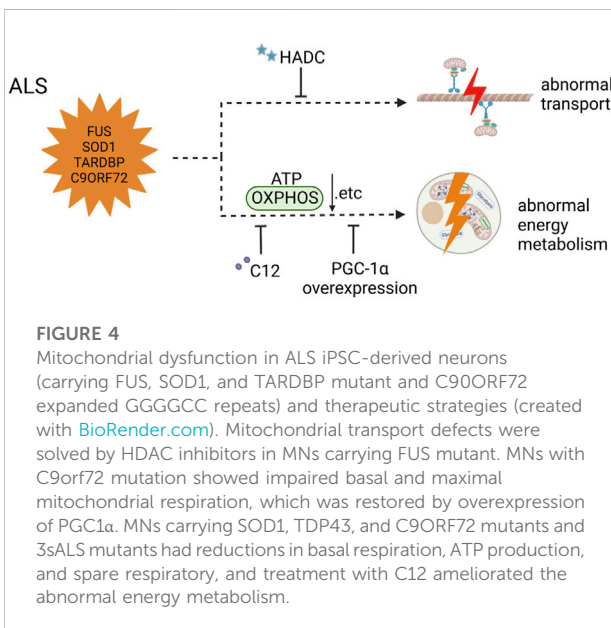 HADC
ALS
abnormal
transport
FUS
SOD1
TARDBP
C9ORF72
ATP
OXPHOS
.etc
abnormal
energy
metabolism
C12
PGC-1α
overexpression
FIGURE 4
Mitochondrial dysfunction in ALS iPSC-derived neurons
(carrying FUS, SOD1, and TARDBP mutant and C90ORF72
expanded GGGGCC repeats) and therapeutic strategies (created
with BioRender.com). Mitochondrial transport defects were
solved by HDAC inhibitors in MNs carrying FUS mutant. MNs with
C9orf72 mutation showed impaired basal and maximal
mitochondrial respiration, which was restored by overexpression
of PGC1α. MNs carrying SOD1, TDP43, and C9ORF72 mutants and
3sALS mutants had reductions in basal respiration, ATP production,
and spare respiratory, and treatment with C12 ameliorated the
abnormal energy metabolism.